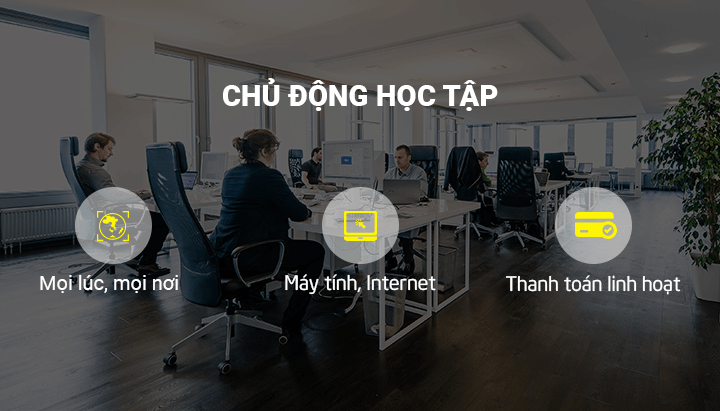 CHỦ ĐỘNG HỌC TẬP
Mọi lúc, mọi nơi
Máy tính, Internet
Thanh toán linh hoạt